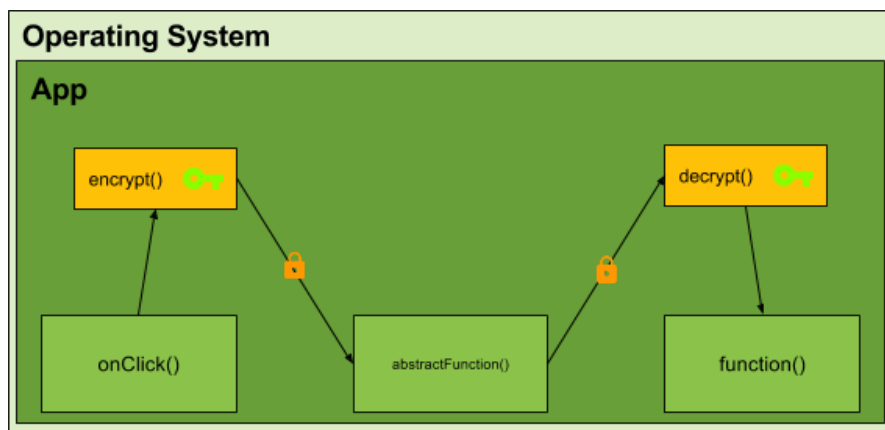 Operating System
App
encrypt()
decrypt()
onClick()
abstractFunction()
function()